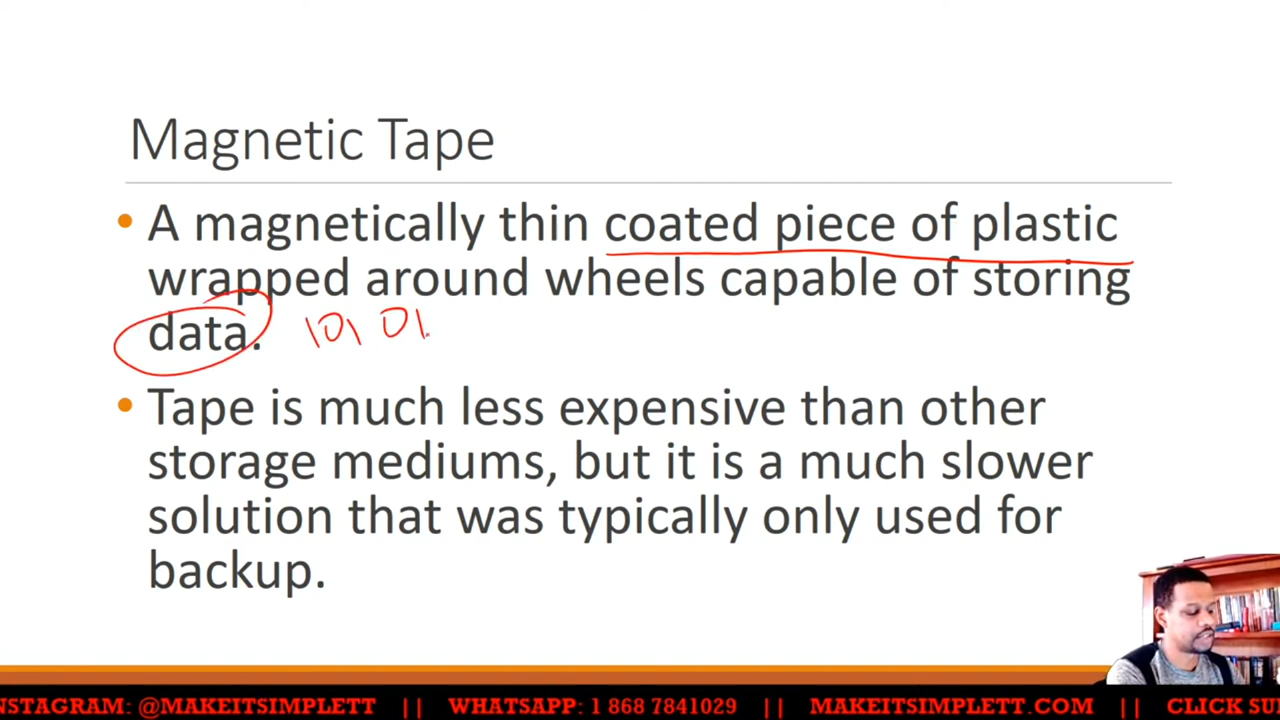 Magnetic Tape
• A magnetically thin coated piece of plastic
wrapped around wheels capable of storing
data. 101 01
• Tape is much less expensive than other
storage mediums, but it is a much slower
solution that was typically only used for
backup.
NSTAGRAM: @MAKEITSIMPLETT || WHATSAPP: 1 868 7841029 || MAKEITSIMPLETT.COM || CLICK SU